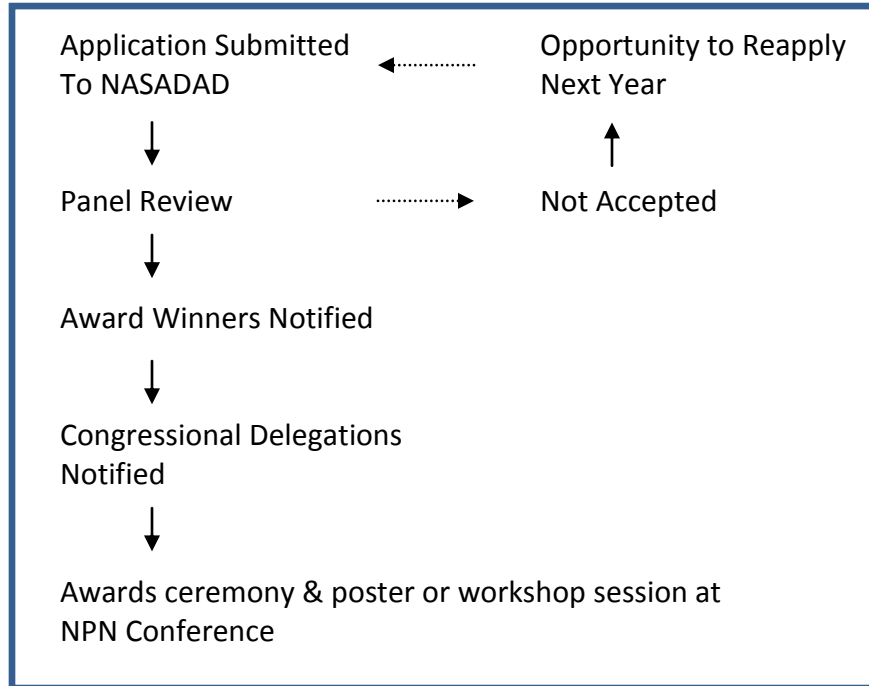 Application Submitted
To NASADAD
Opportunity to Reapply
Next Year
Panel Review
Not Accepted
Award Winners Notified
Congressional Delegations
Notified
Awards ceremony & poster or workshop session at
NPN Conference